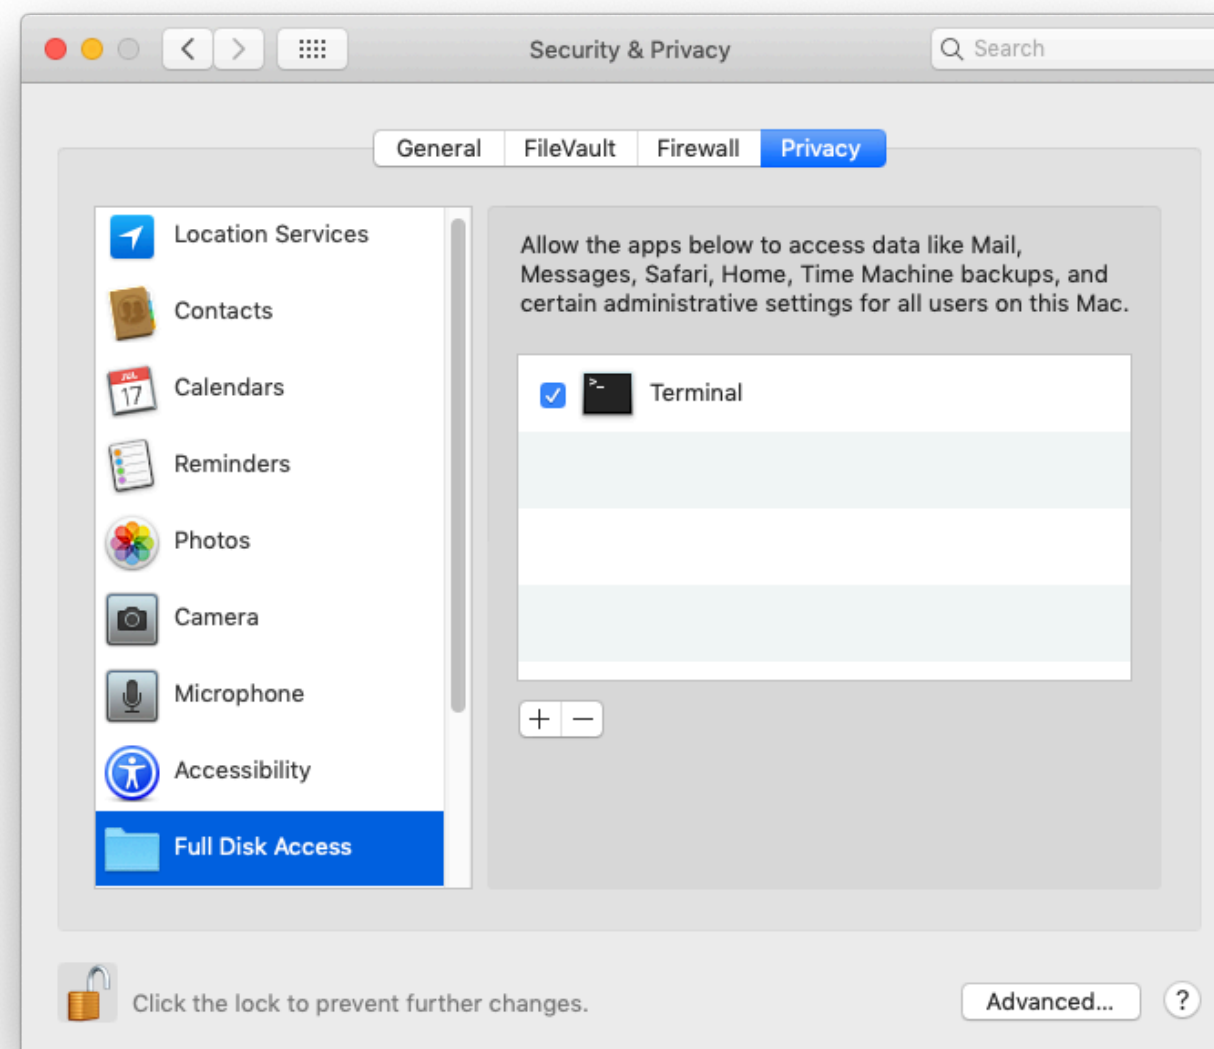 Security & Privacy
Search
General
FileVault
Firewall
Privacy
Location Services
Contacts
JUL
17
Calendars
Reminders
Photos
Camera
Microphone
Accessibility
Full Disk Access
Allow the apps below to access data like Mail,
Messages, Safari, Home, Time Machine backups, and
certain administrative settings for all users on this Mac.
>_
Terminal
+
−
Click the lock to prevent further changes.
Advanced...
?